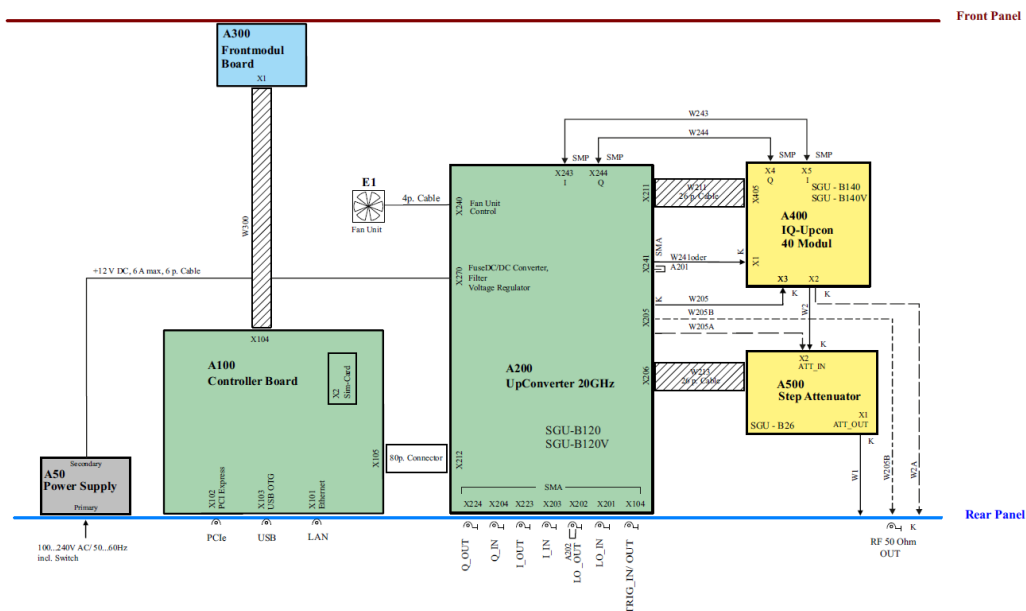 Front Panel
A300
Frontmodul
Board
X1
W243
W244
SMP
SMP
SMP
SMP
X243
I
X244
Q
X4
Q
X5
I
SGU - B140
SGU - B140V
A400
IQ-Upcon
40 Modul
X405
X1
X3
X2
X211
W211
26 p. Cable
E1
Fan Unit
4p. Cable
X240
Fan Unit
Control
W300
+12 V DC, 6 A max, 6 p. Cable
X270
FuseDC/DC Converter,
Filter
Voltage Regulator
SMA
X241
W241oder
A201
K
K
W205
K
K
K
X205
W205B
W205A
W2
K
X104
A100
Controller Board
X2
Sim-Card
A200
UpConverter 20GHz
X206
W213
26 p. Cable
X2
ATT_IN
A500
Step Attenuator
X1
ATT_OUT
SGU - B26
K
SGU-B120
SGU-B120V
X105
80p. Connector
X212
W1
W205B
W2A
Secondary
A50
Power Supply
Primary
X102
PCI Express
X103
USB OTG
X101
Ethernet
SMA
X224
X204
X223
X203
X202
X201
X104
Rear Panel
PCIe
USB
LAN
Q_OUT
Q_IN
I_OUT
I_IN
A202
LO_OUT
LO_IN
TRIG_IN/ OUT
K
RF 50 Ohm
OUT
100...240V AC/ 50...60Hz
incl. Switch